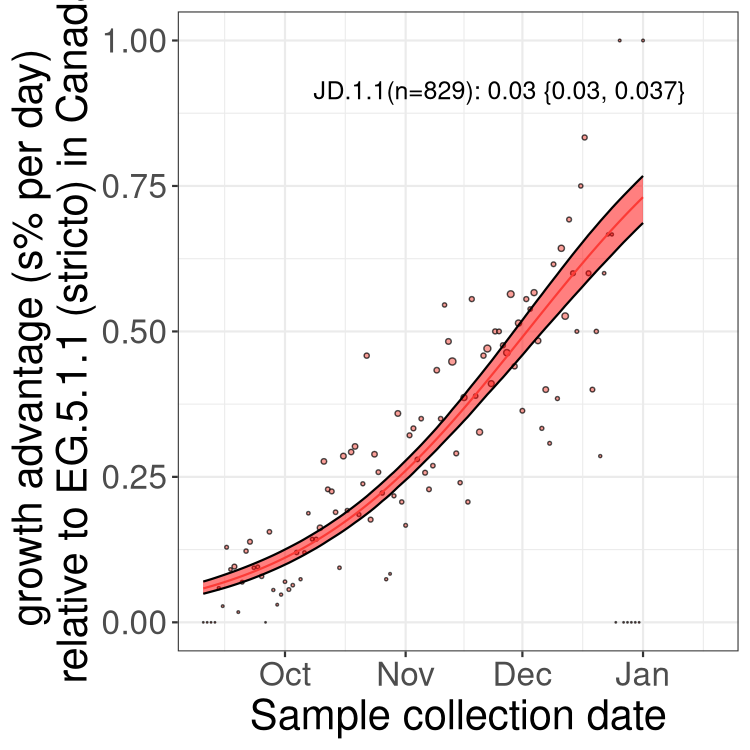 growth advantage (s% per day)
relative to EG.5.1.1 (stricto) in Canada
1.00
0.75
0.50
0.25
0.00
JD.1.1(n=829): 0.03 {0.03, 0.037}
Oct Nov Dec Jan
Sample collection date